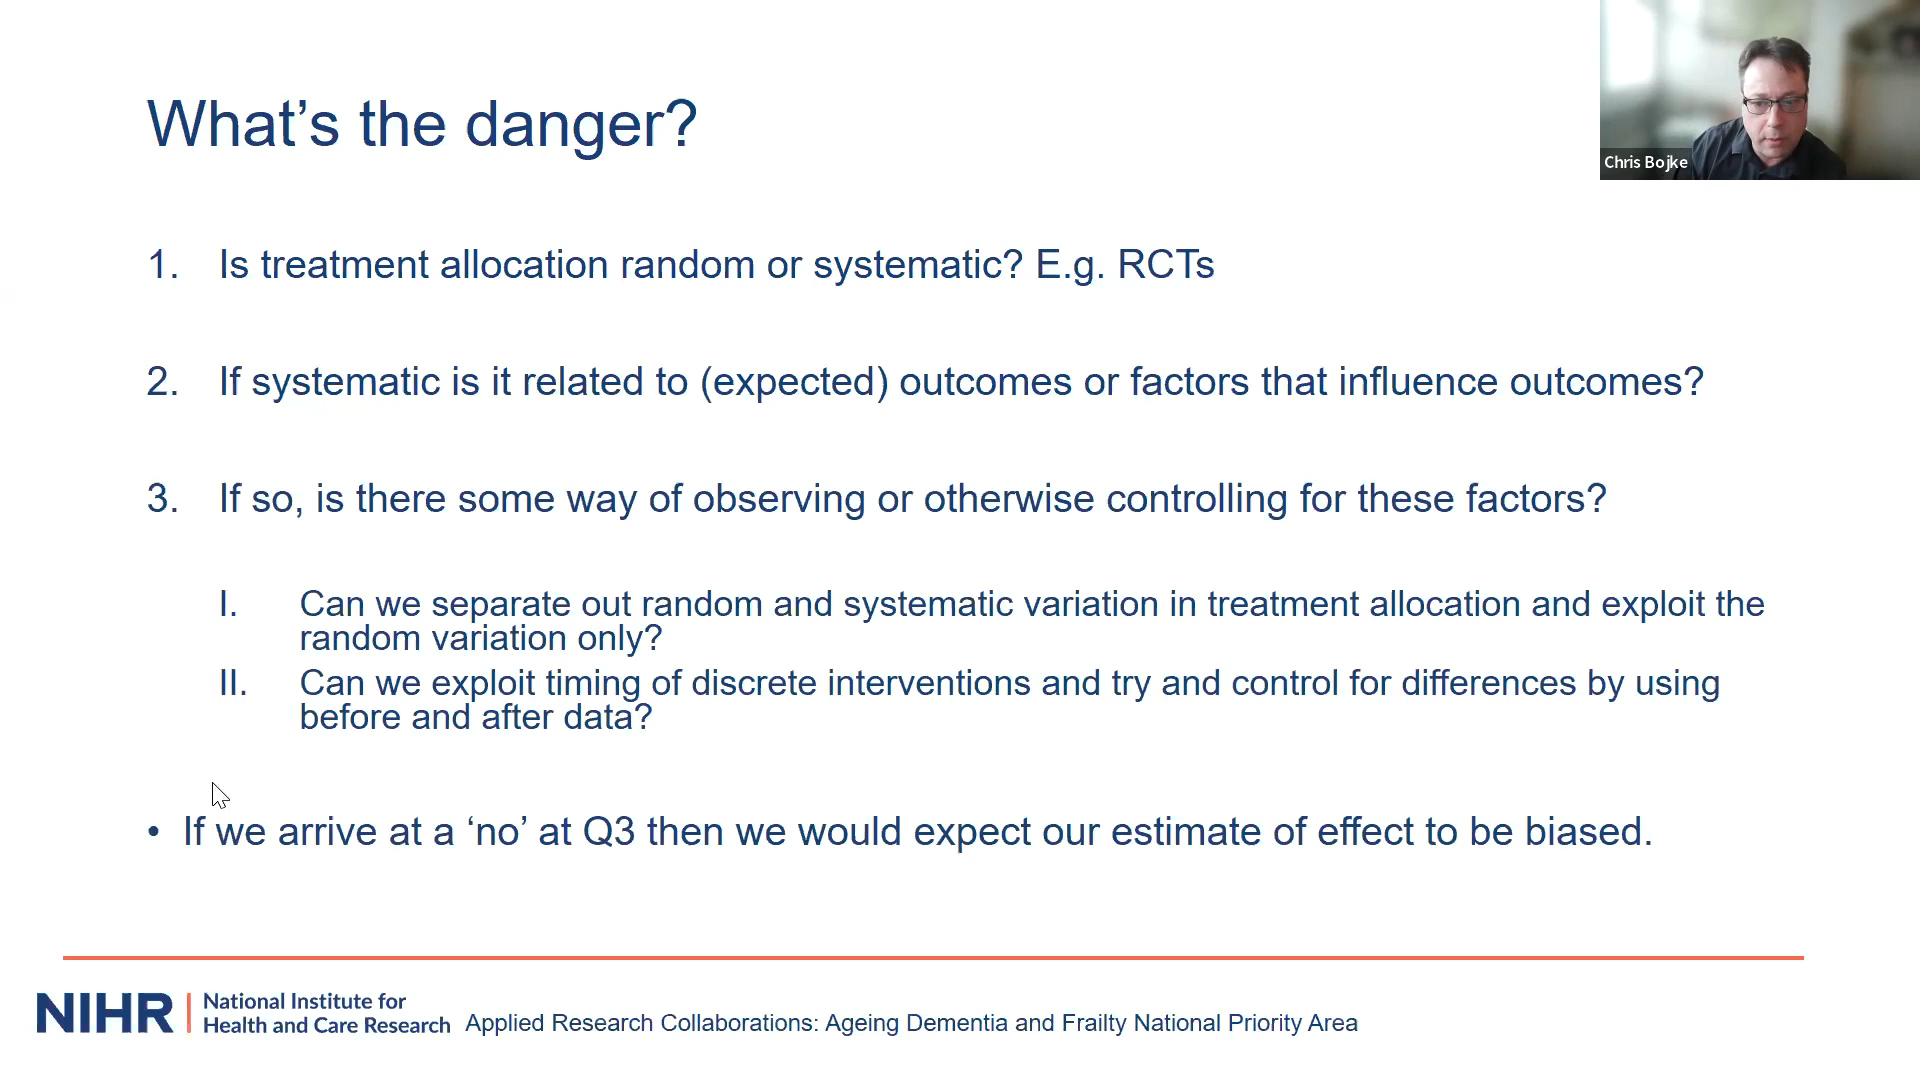 What’s the danger?
Chris Bojke
1. Is treatment allocation random or systematic? E.g. RCTs
2. If systematic is it related to (expected) outcomes or factors that influence outcomes?
3. If so, is there some way of observing or otherwise controlling for these factors?
I. Can we separate out random and systematic variation in treatment allocation and exploit the
random variation only?
II. Can we exploit timing of discrete interventions and try and control for differences by using
before and after data?
• If we arrive at a ‘no’ at Q3 then we would expect our estimate of effect to be biased.
NIHR | National Institute for
Health and Care Research
Applied Research Collaborations: Ageing Dementia and Frailty National Priority Area